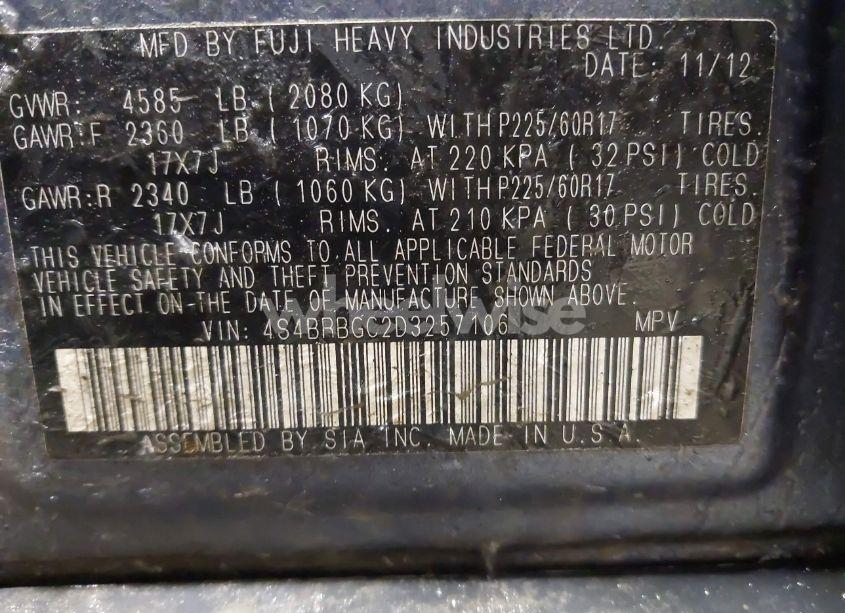 MFD BY FUJI HEAVY INDUSTRIES LTD.
DATE: 11/12
GVWR: 4585 LB (2080 KG)
GAWR:F 2360 LB (1070 KG) WITH P225/60R17 TIRES.
17X7J RIMS. AT 220 KPA (32 PSI) COLD
GAWR:R 2340 LB (1060 KG) WITH P225/60R17 TIRES.
17X7J RIMS. AT 210 KPA (30 PSI) COLD
THIS VEHICLE CONFORMS TO ALL APPLICABLE FEDERAL MOTOR
VEHICLE SAFETY AND THEFT PREVENTION STANDARDS
IN EFFECT ON THE DATE OF MANUFACTURE SHOWN ABOVE.
wheelwise
VIN: MPV
ASSEMBLED BY SIA INC. MADE IN U.S.A.